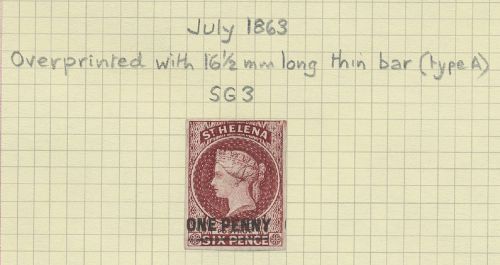 July 1863
Overprinted with 16½ mm long thin bar (type A)
SG3
ST HELENA
ONE PENNY
SIX PENCE